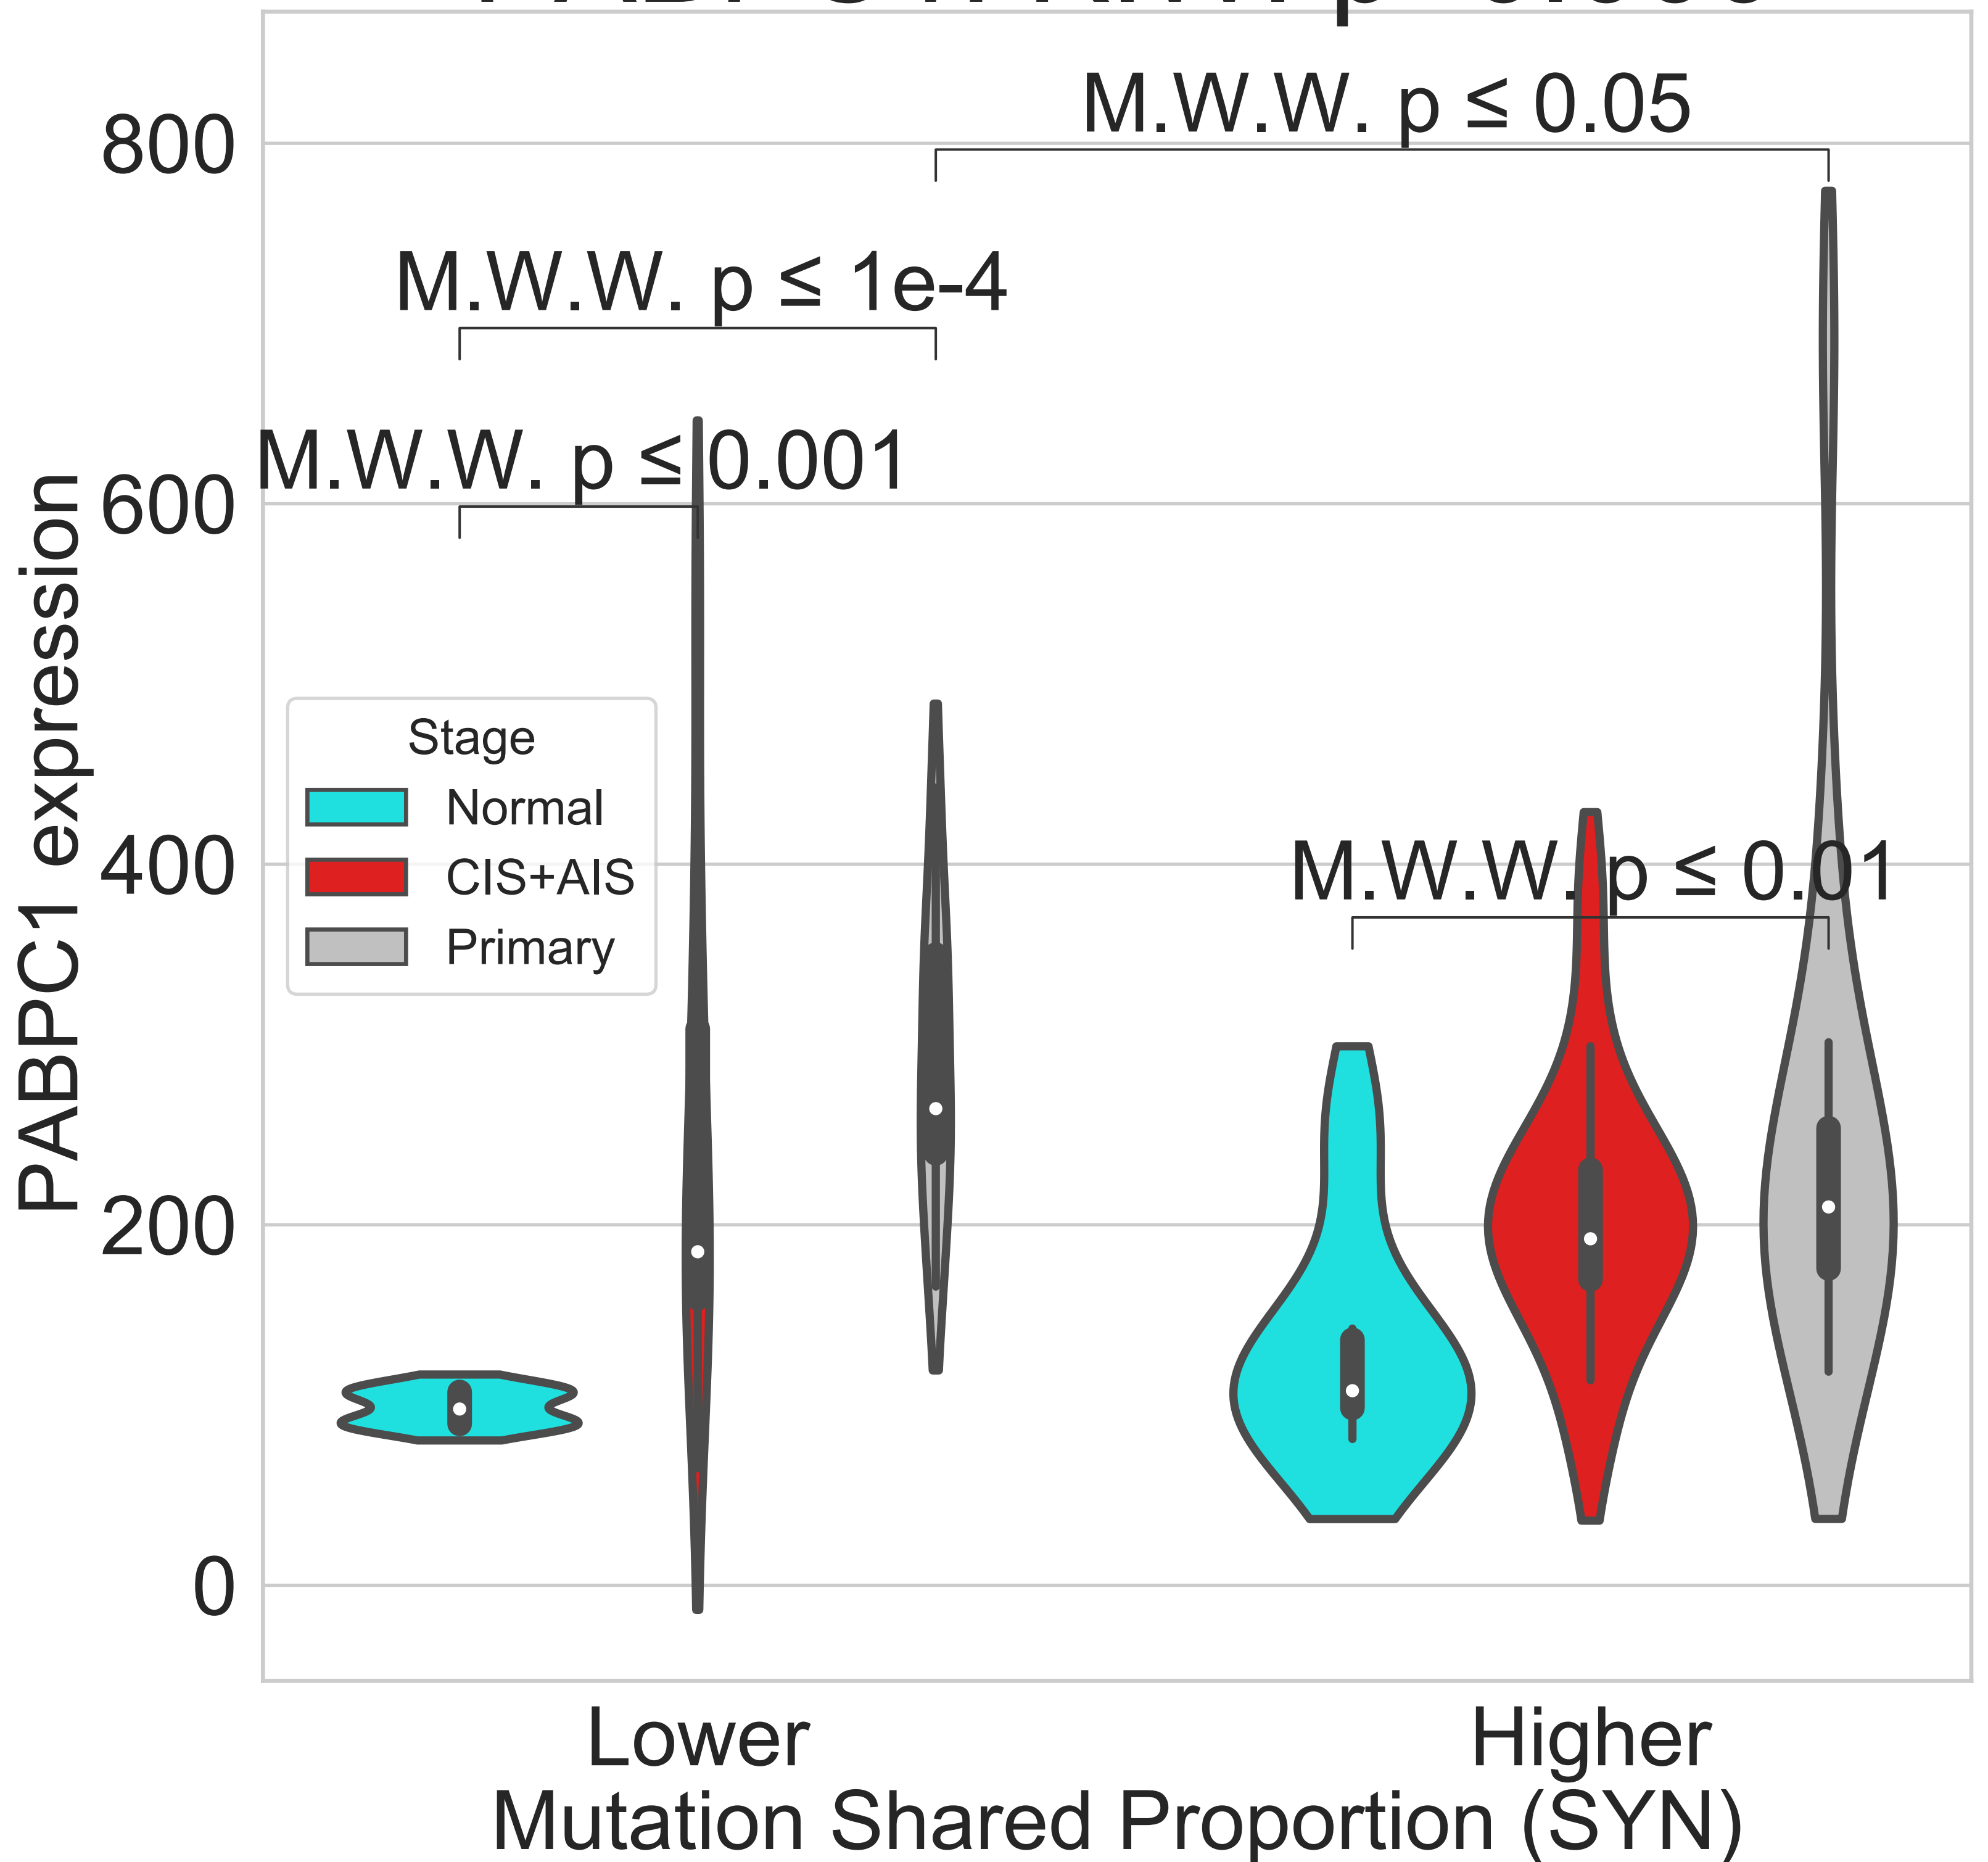 M.W.W. p ≤ 0.05
800
M.W.W. p ≤ 1e-4
M.W.W. p ≤ 0.001
600
Stage
Normal
CIS+AIS
Primary
M.W.W. p ≤ 0.01
400
200
0
PABPC1 expression
Lower
Higher
Mutation Shared Proportion (SYN)